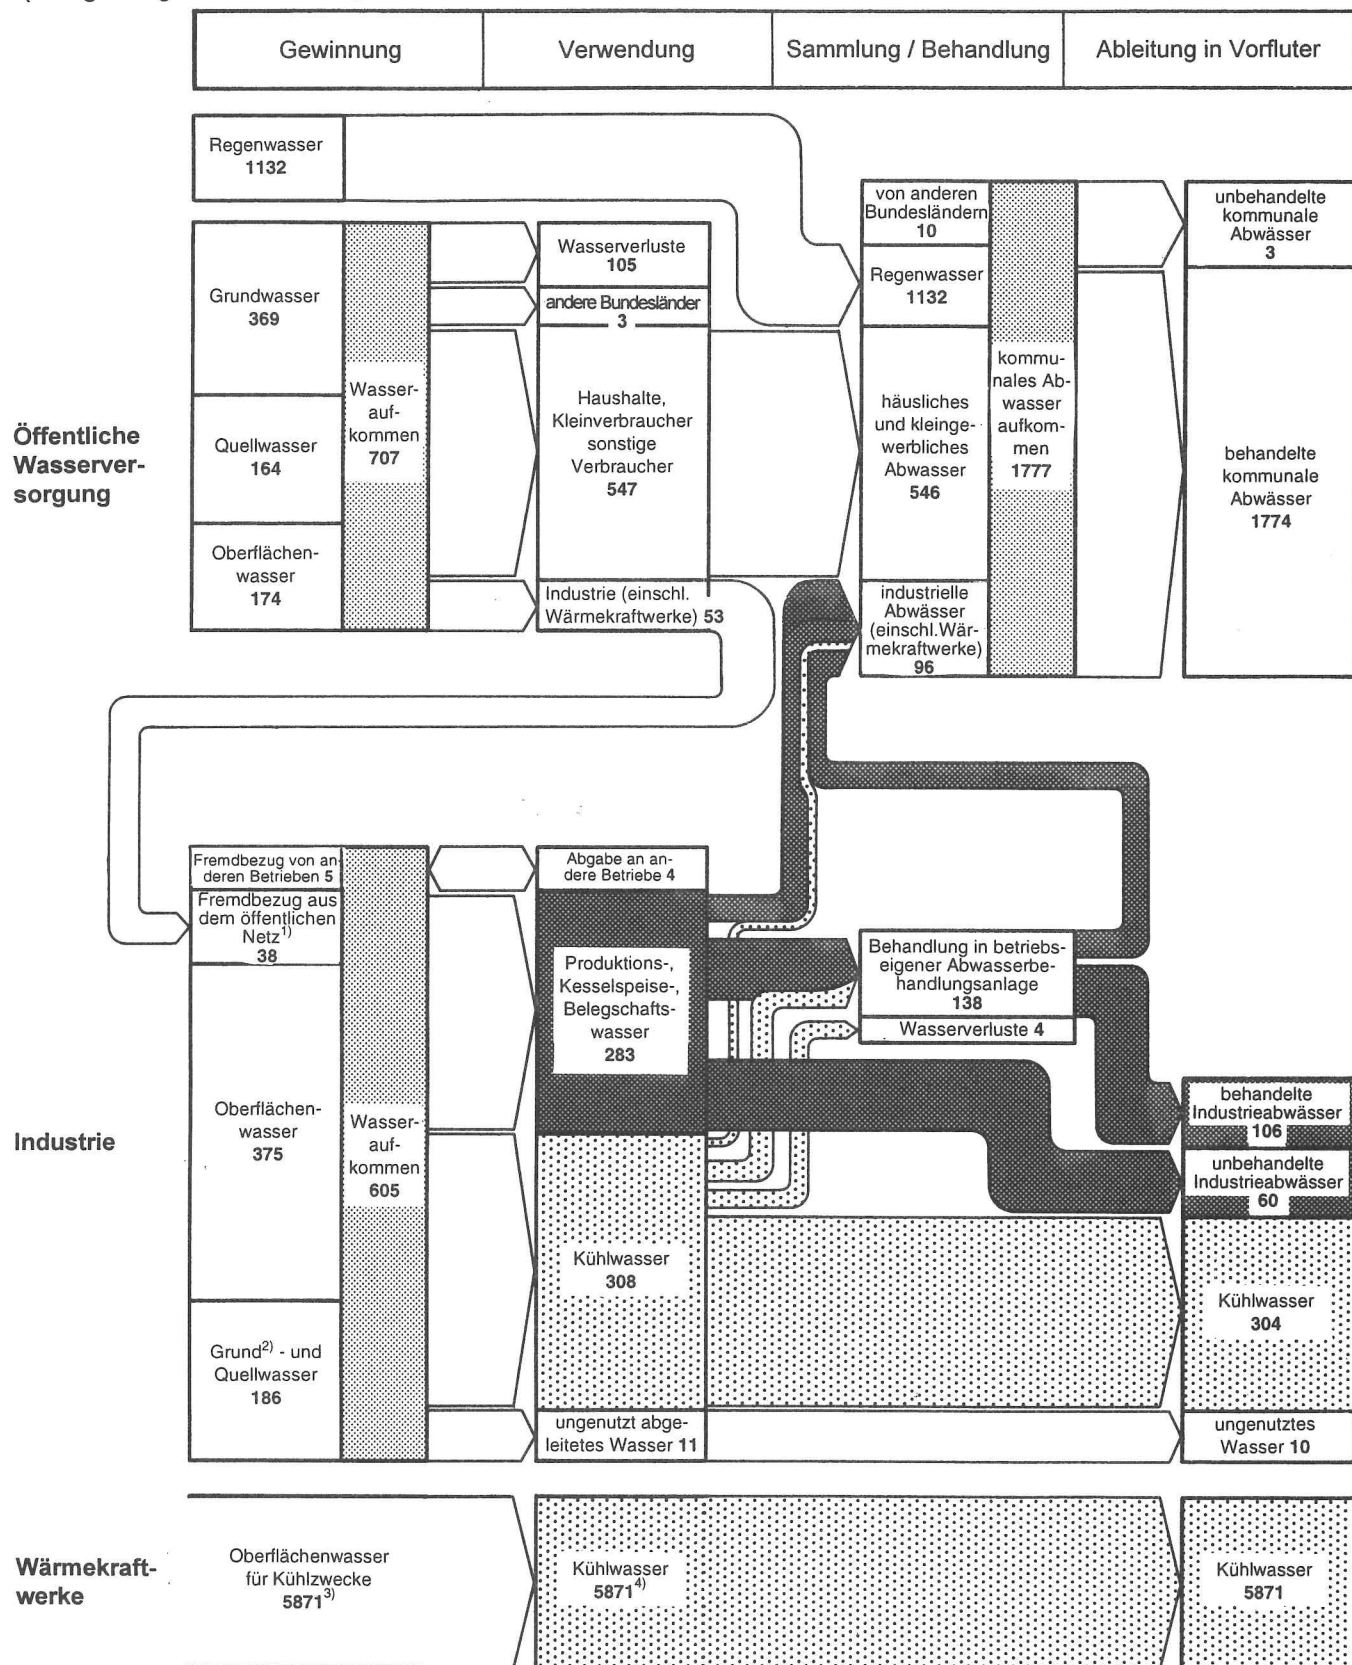 Gewinnung
Verwendung
Sammlung / Behandlung
Ableitung in Vorfluter
Öffentliche
Wasserver-
sorgung
Regenwasser
1132
Grundwasser
369
Quellwasser
164
Oberflächen-
wasser
174
Wasser-
auf-
kommen
707
Wasserverluste
105
andere Bundesländer
3
Haushalte,
Kleinverbraucher
sonstige
Verbraucher
547
Industrie (einschl.
Wärmekraftwerke) 53
von anderen
Bundesländern
10
Regenwasser
1132
häusliches
und kleinge-
werbliches
Abwasser
546
industrielle
Abwässer
(einschl.Wär-
mekraftwerke)
96
kommu-
nales Ab-
wasser
aufkom-
men
1777
unbehandelte
kommunale
Abwässer
3
behandelte
kommunale
Abwässer
1774
Industrie
Fremdbezug von an-
deren Betrieben 5
Fremdbezug aus
dem öffentlichen
Netz1)
38
Oberflächen-
wasser
375
Grund2) - und
Quellwasser
186
Wasser-
auf-
kommen
605
Abgabe an an-
dere Betriebe 4
Produktions-,
Kesselspeise-,
Belegschafts-
wasser
283
Kühlwasser
308
ungenutzt abge-
leitetes Wasser 11
Behandlung in betriebs-
eigener Abwasserbe-
handlungsanlage
138
Wasserverluste 4
behandelte
Industrieabwässer
106
unbehandelte
Industrieabwässer
60
Kühlwasser
304
ungenutztes
Wasser 10
Wärmekraft-
werke
Oberflächenwasser
für Kühlzwecke
58713)
Kühlwasser
58714)
Kühlwasser
5871